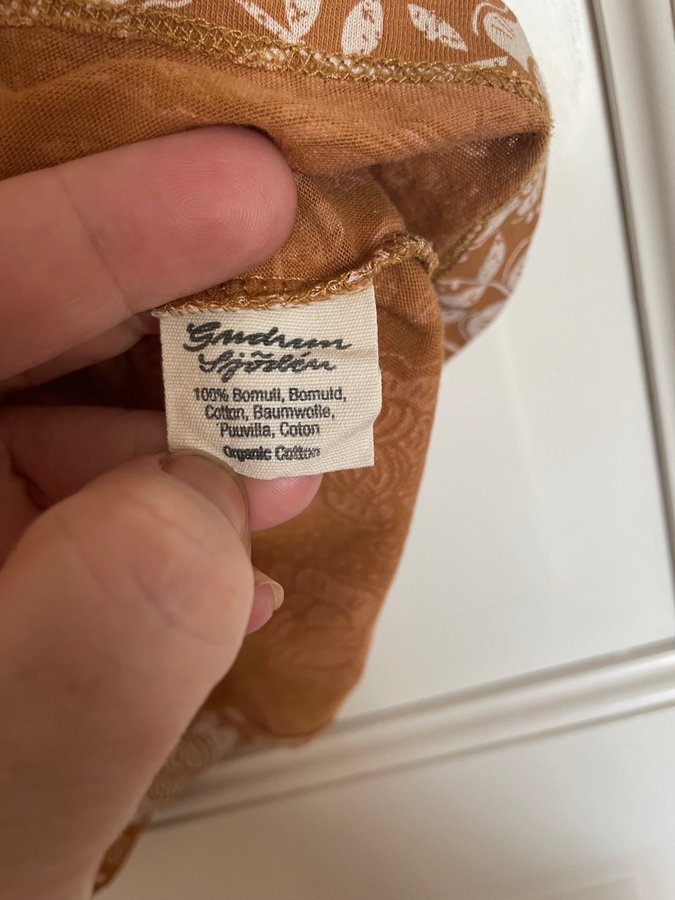 Gudrun
Sjödén
100% Bomull, Bomuld,
Cotton, Baumwolle,
Puuvilla, Coton
Organic Cotton